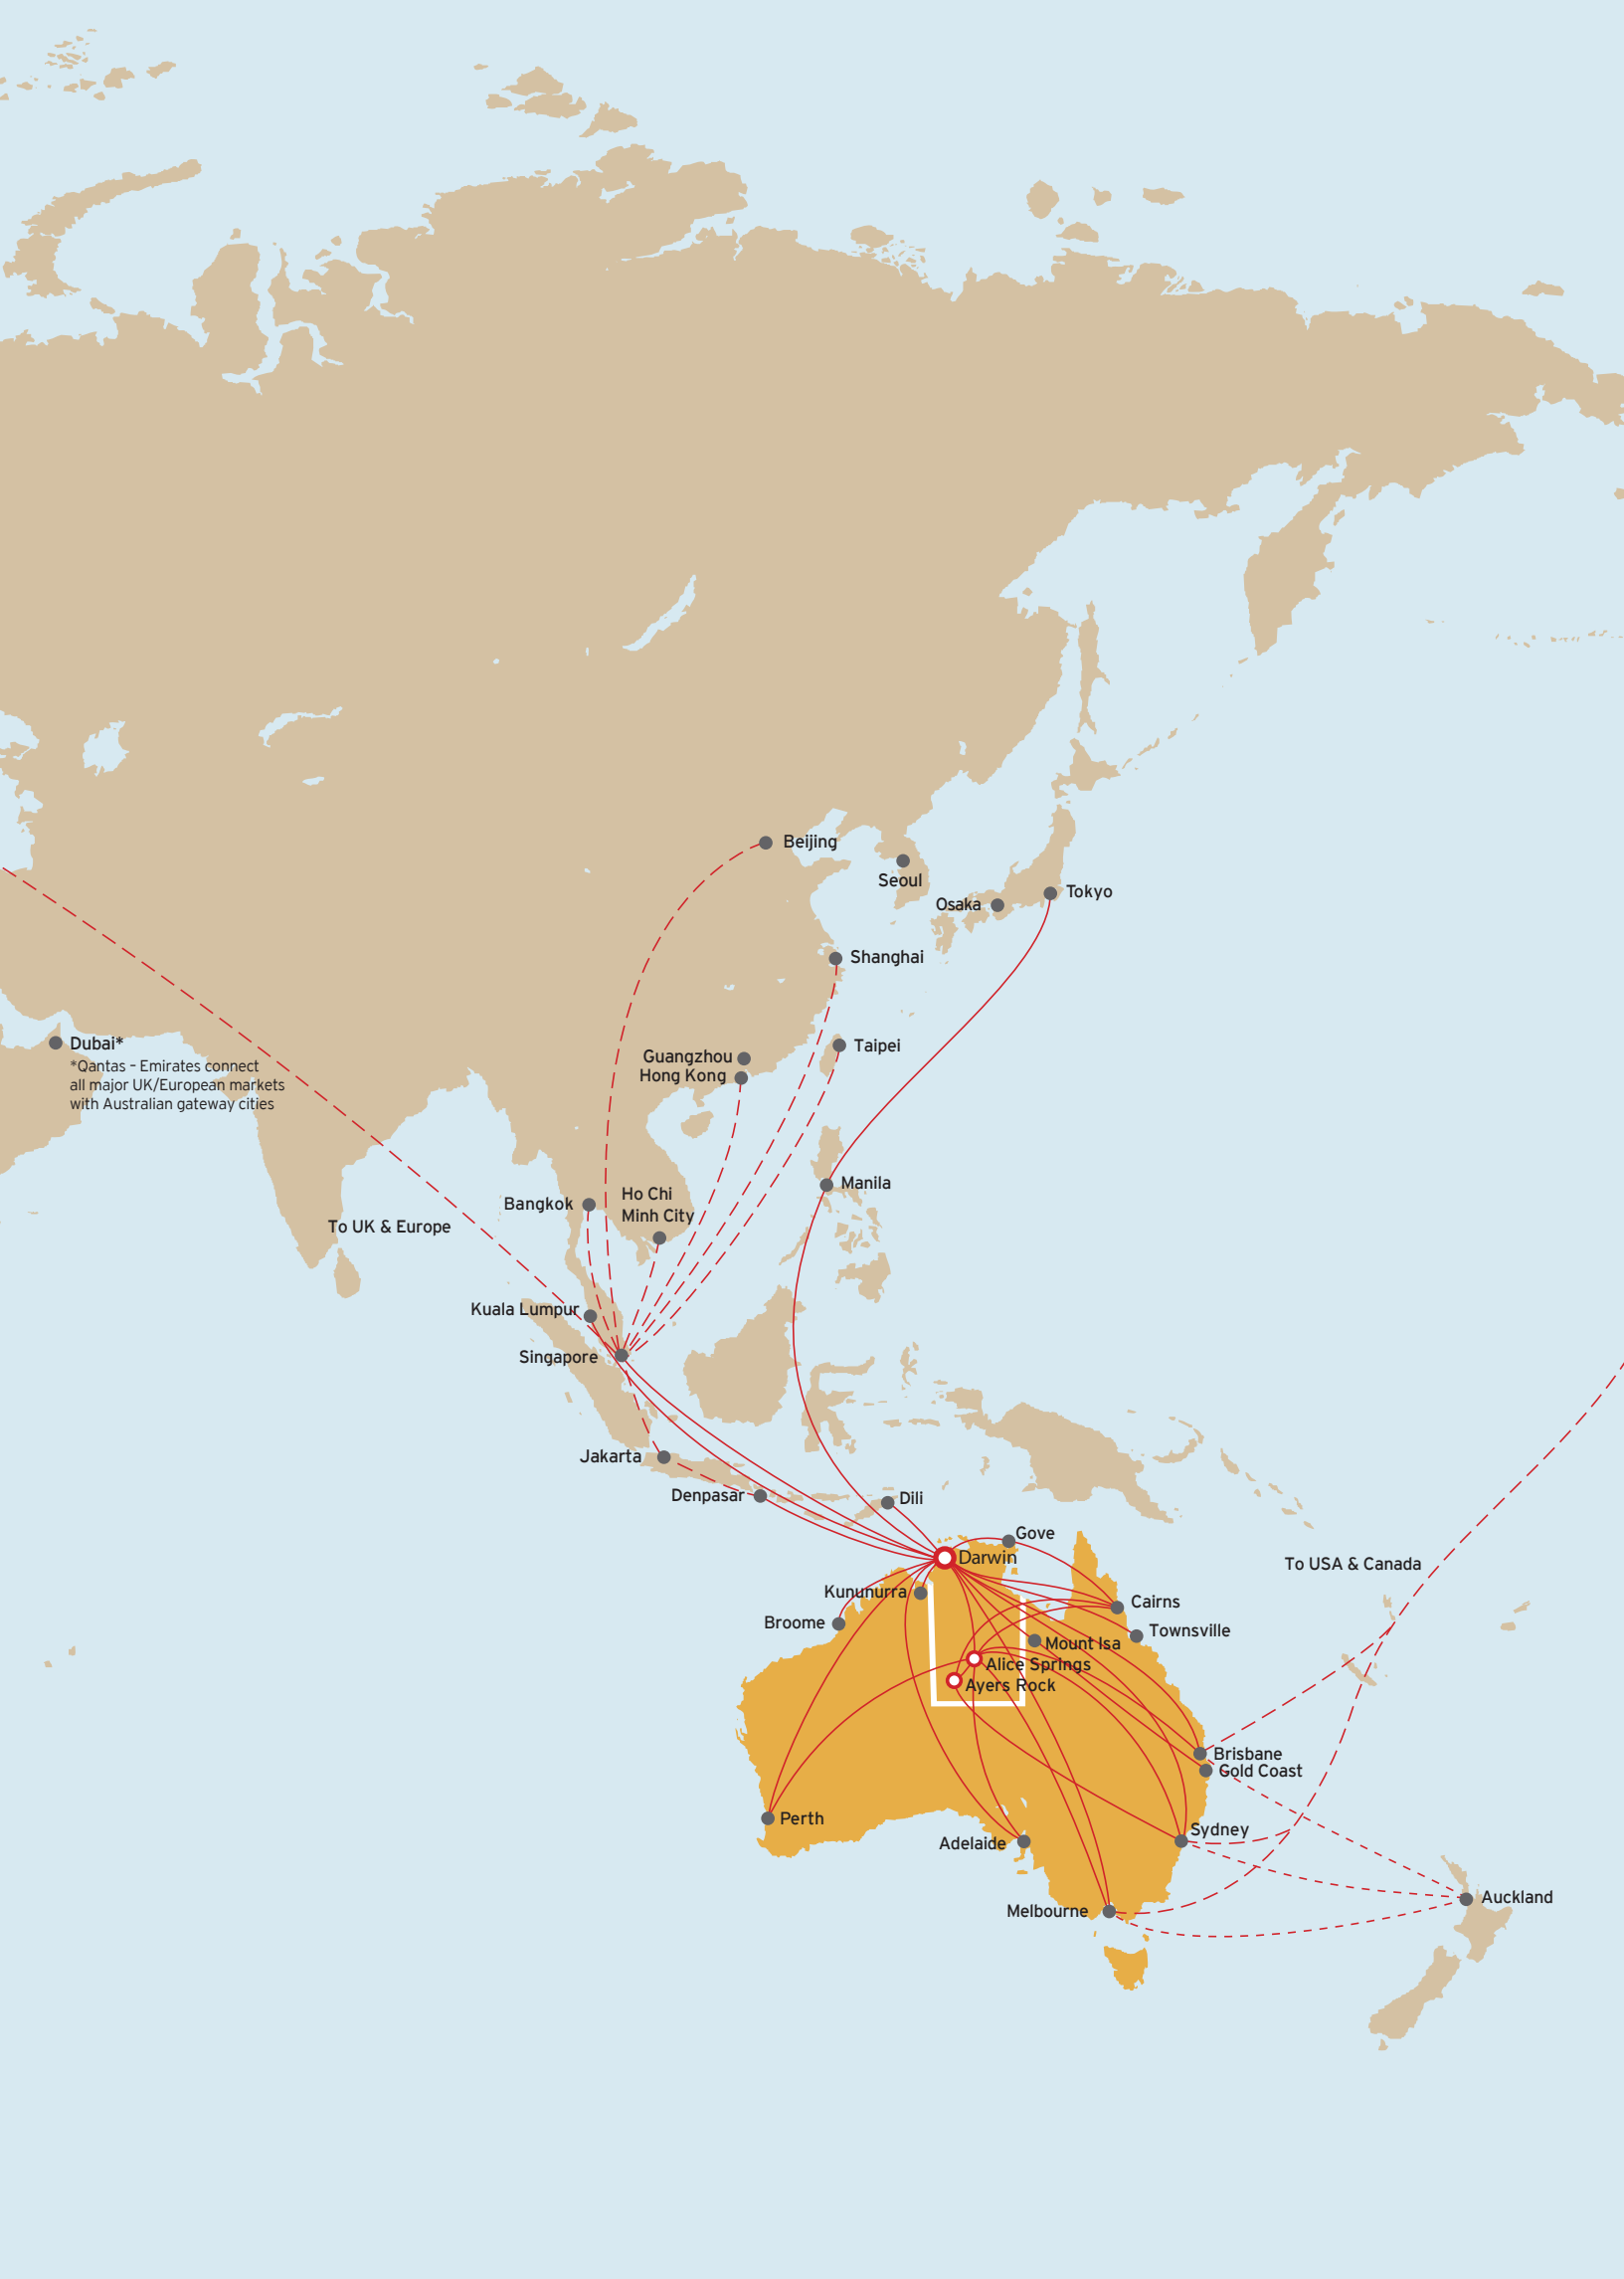 Beijing
Seoul
Tokyo
Osaka
Shanghai
Dubai*
*Qantas – Emirates connect
all major UK/European markets
with Australian gateway cities
Taipei
Guangzhou
Hong Kong
Manila
Ho Chi
Minh City
Bangkok
To UK & Europe
Kuala Lumpur
Singapore
Jakarta
Denpasar
Dili
Gove
Darwin
To USA & Canada
Kununurra
Cairns
Broome
Townsville
Mount Isa
Alice Springs
Ayers Rock
Brisbane
Gold Coast
Perth
Sydney
Adelaide
Auckland
Melbourne